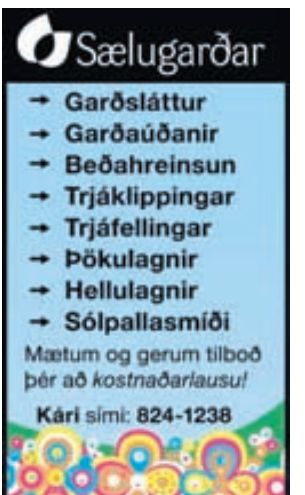 Sælugarðar
→ Garðsláttur
→ Garðaúðanir
→ Beðahreinsun
→ Trjáklippingar
→ Trjáfellingar
→ Þökulagnir
→ Hellulagnir
→ Sólpallasmíði
Mætum og gerum tilboð
þér að kostnaðarlausu!
Kári sími: 824-1238